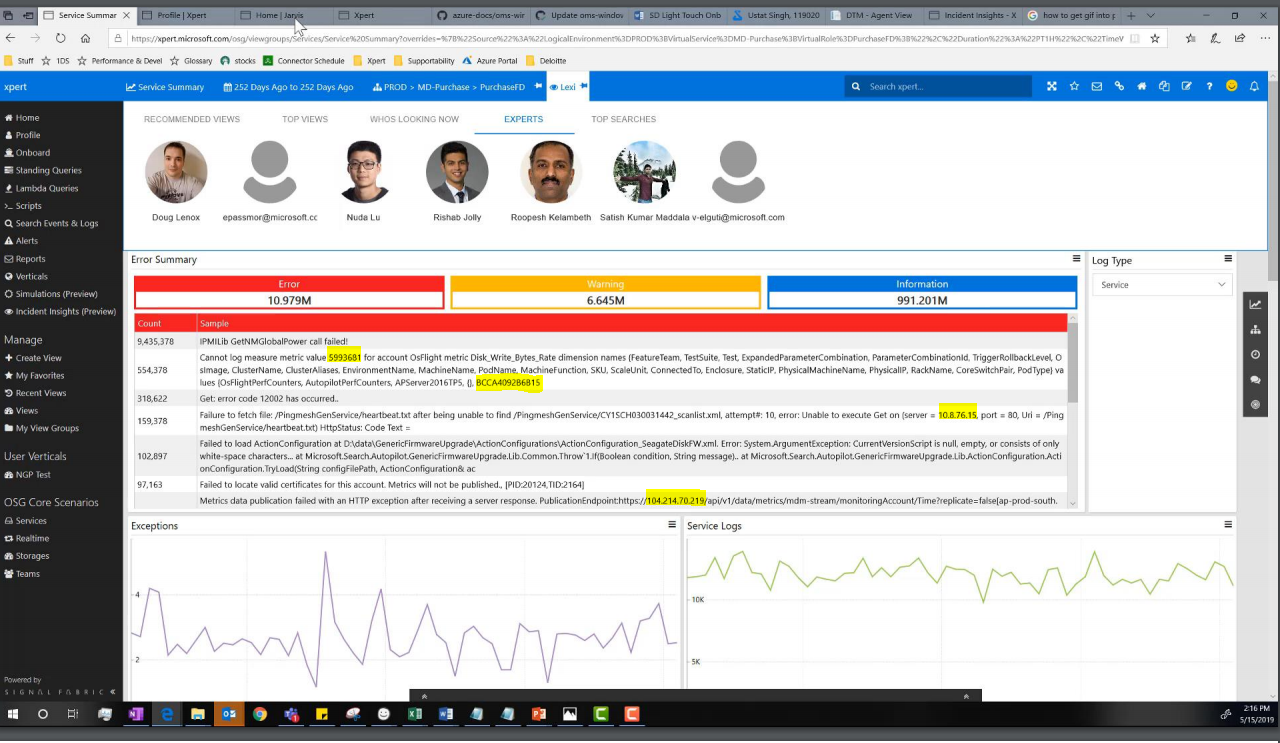 Service Summar
Profile | Xpert
Home | Jarvis
Xpert
azure-docs/oms-wir
Update oms-windov
SD Light Touch Onb
Ustat Singh, 119020
DTM - Agent View
Incident Insights - X
how to get gif into p
https://xpert.microsoft.com/osg/viewgroups/Services/Service%20Summary?overrides=%7B%22Source%22%3A%22LogicalEnvironment%3DPROD%3BVirtualService%3DMD-Purchase%3BVirtualRole%3DPurchaseFD%3B%22%2C%22Duration%22%3A%22PT1H%22%2C%22TimeV
Stuff
1DS
Performance & Devel
Glossary
stocks
Connector Schedule
Xpert
Supportability
Azure Portal
Deloitte
xpert
Service Summary
252 Days Ago to 252 Days Ago
PROD > MD-Purchase > PurchaseFD
Lexi
Search xpert...
Home
Profile
Onboard
Standing Queries
Lambda Queries
Scripts
Search Events & Logs
Alerts
Reports
Verticals
Simulations (Preview)
Incident Insights (Preview)
Manage
Create View
My Favorites
Recent Views
Views
My View Groups
User Verticals
NGP Test
OSG Core Scenarios
Services
Realtime
Storages
Teams
Powered by
SIGNAL FABRIC
RECOMMENDED VIEWS
TOP VIEWS
WHOS LOOKING NOW
EXPERTS
TOP SEARCHES
Doug Lenox
epassmor@microsoft.cc
Nuda Lu
Rishab Jolly
Roopesh Kelambeth
Satish Kumar Maddala
v-elguti@microsoft.com
Error Summary
Error
10.979M
Warning
6.645M
Information
991.201M
Count
Sample
9,435,378
IPMILib GetNMGlobalPower call failed!
554,378
Cannot log measure metric value 5993681 for account OsFlight metric Disk_Write_Bytes_Rate dimension names (FeatureTeam, TestSuite, Test, ExpandedParameterCombination, ParameterCombinationId, TriggerRollbackLevel, O
sImage, ClusterName, ClusterAliases, EnvironmentName, MachineName, PodName, MachineFunction, SKU, ScaleUnit, ConnectedTo, Enclosure, StaticIP, PhysicalMachineName, PhysicalIP, RackName, CoreSwitchPair, PodType) va
lues (OsFlightPerfCounters, AutopilotPerfCounters, APServer2016TP5, {}, BCCA409286B15
318,622
Get: error code 12002 has occurred..
159,378
Failure to fetch file: /PingmeshGenService/heartbeat.txt after being unable to find /PingmeshGenService/CY1SCH030031442_scanlist.xml, attempt#: 10, error: Unable to execute Get on (server = 10.8.76.15, port = 80, Uri = /Ping
meshGenService/heartbeat.txt) HttpStatus: Code Text =
102,897
Failed to load ActionConfiguration at D:\data\GenericFirmwareUpgrade\ActionConfigurations\ActionConfiguration_SeagateDiskFW.xml. Error: System.ArgumentException: CurrentVersionScript is null, empty, or consists of only
white-space characters... at Microsoft.Search.Autopilot.GenericFirmwareUpgrade.Lib.Common.Throw`1.If(Boolean condition, String message).. at Microsoft.Search.Autopilot.GenericFirmwareUpgrade.Lib.ActionConfiguration.Acti
onConfiguration.TryLoad(String configFilePath, ActionConfiguration& ac
97,163
Failed to locate valid certificates for this account. Metrics will not be published., [PID:20124,TID:2164]
Metrics data publication failed with an HTTP exception after receiving a server response. PublicationEndpoint:https://104.214.70.219/api/v1/data/metrics/mdm-stream/monitoringAccount/Time?replicate=false[ap-prod-south.
Log Type
Service
Exceptions
4
2
Service Logs
10K
5K
2:16 PM
5/15/2019